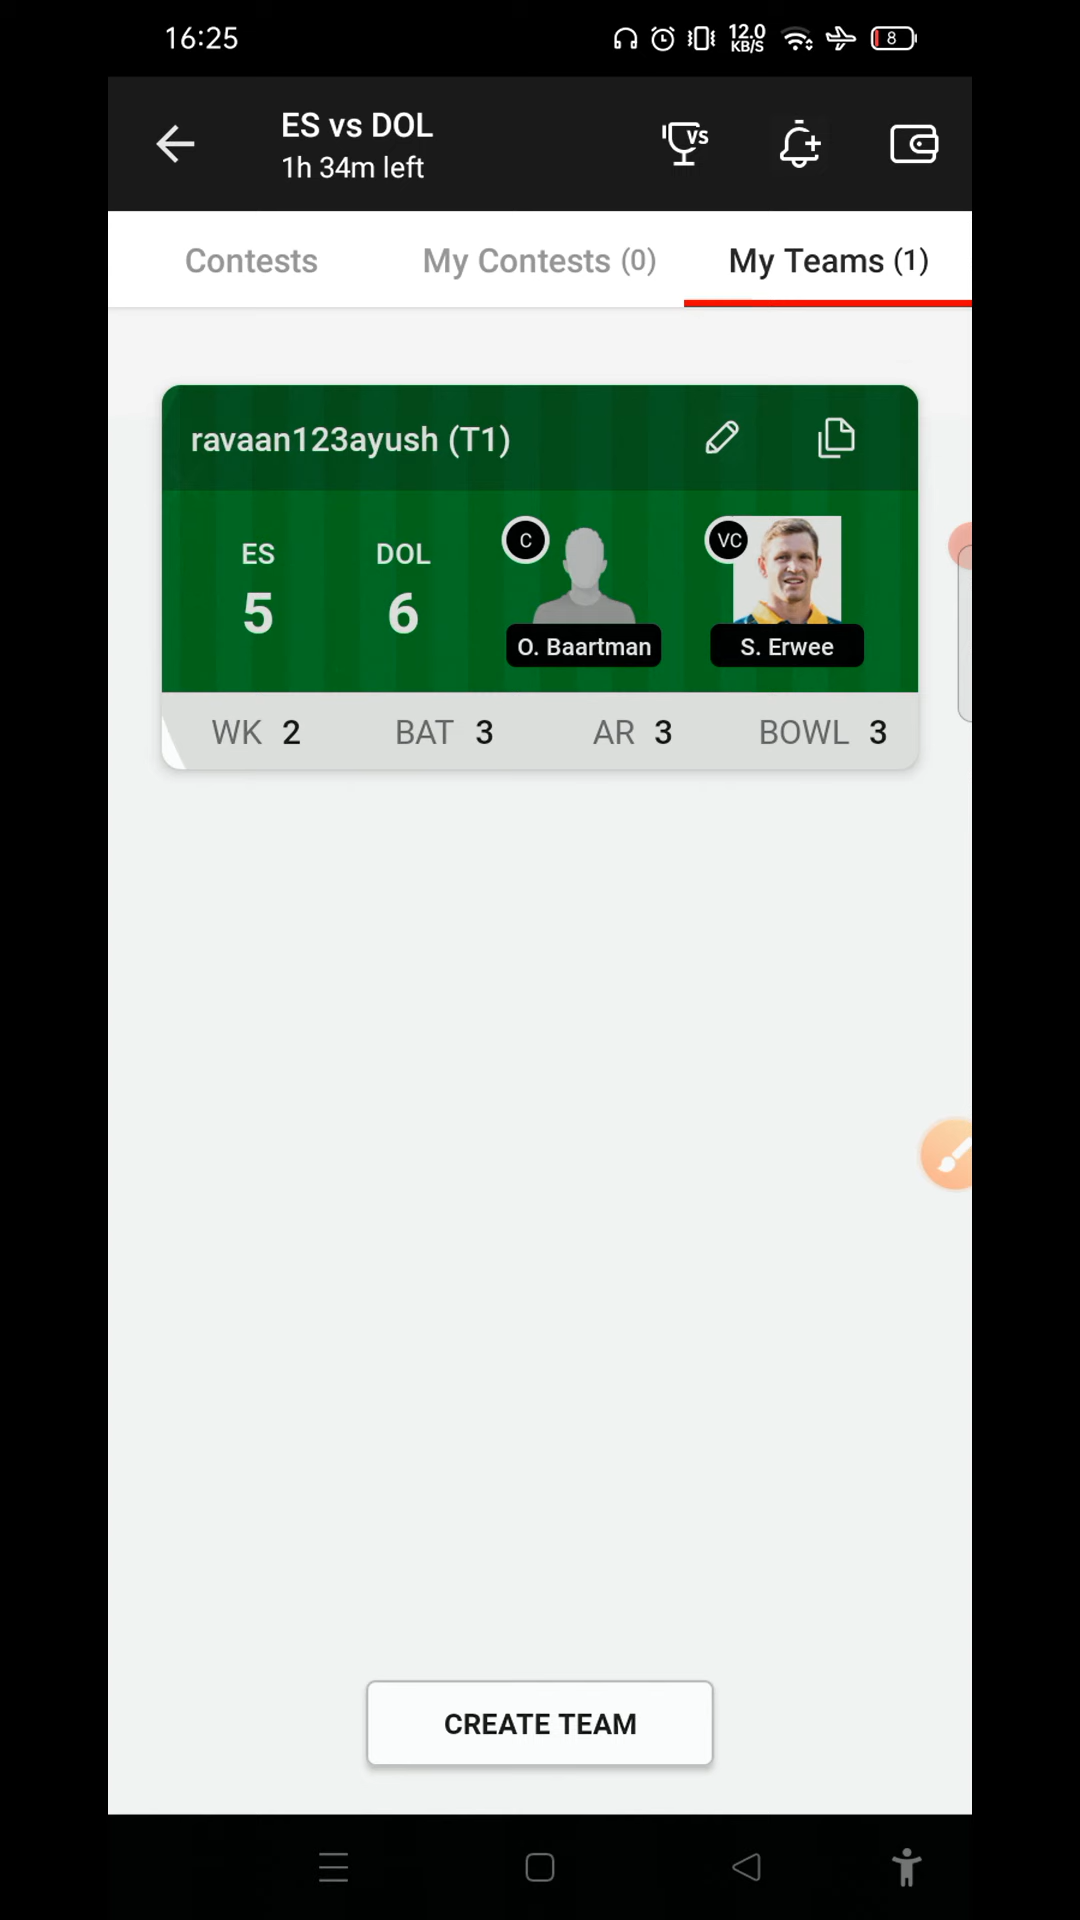 16:25
12.0
KB/S
8
ES vs DOL
1h 34m left
VS
Contests
My Contests (0)
My Teams (1)
ravaan123ayush (T1)
ES
DOL
C
VC
5
6
O. Baartman
S. Erwee
WK 2
BAT 3
AR 3
BOWL 3
CREATE TEAM